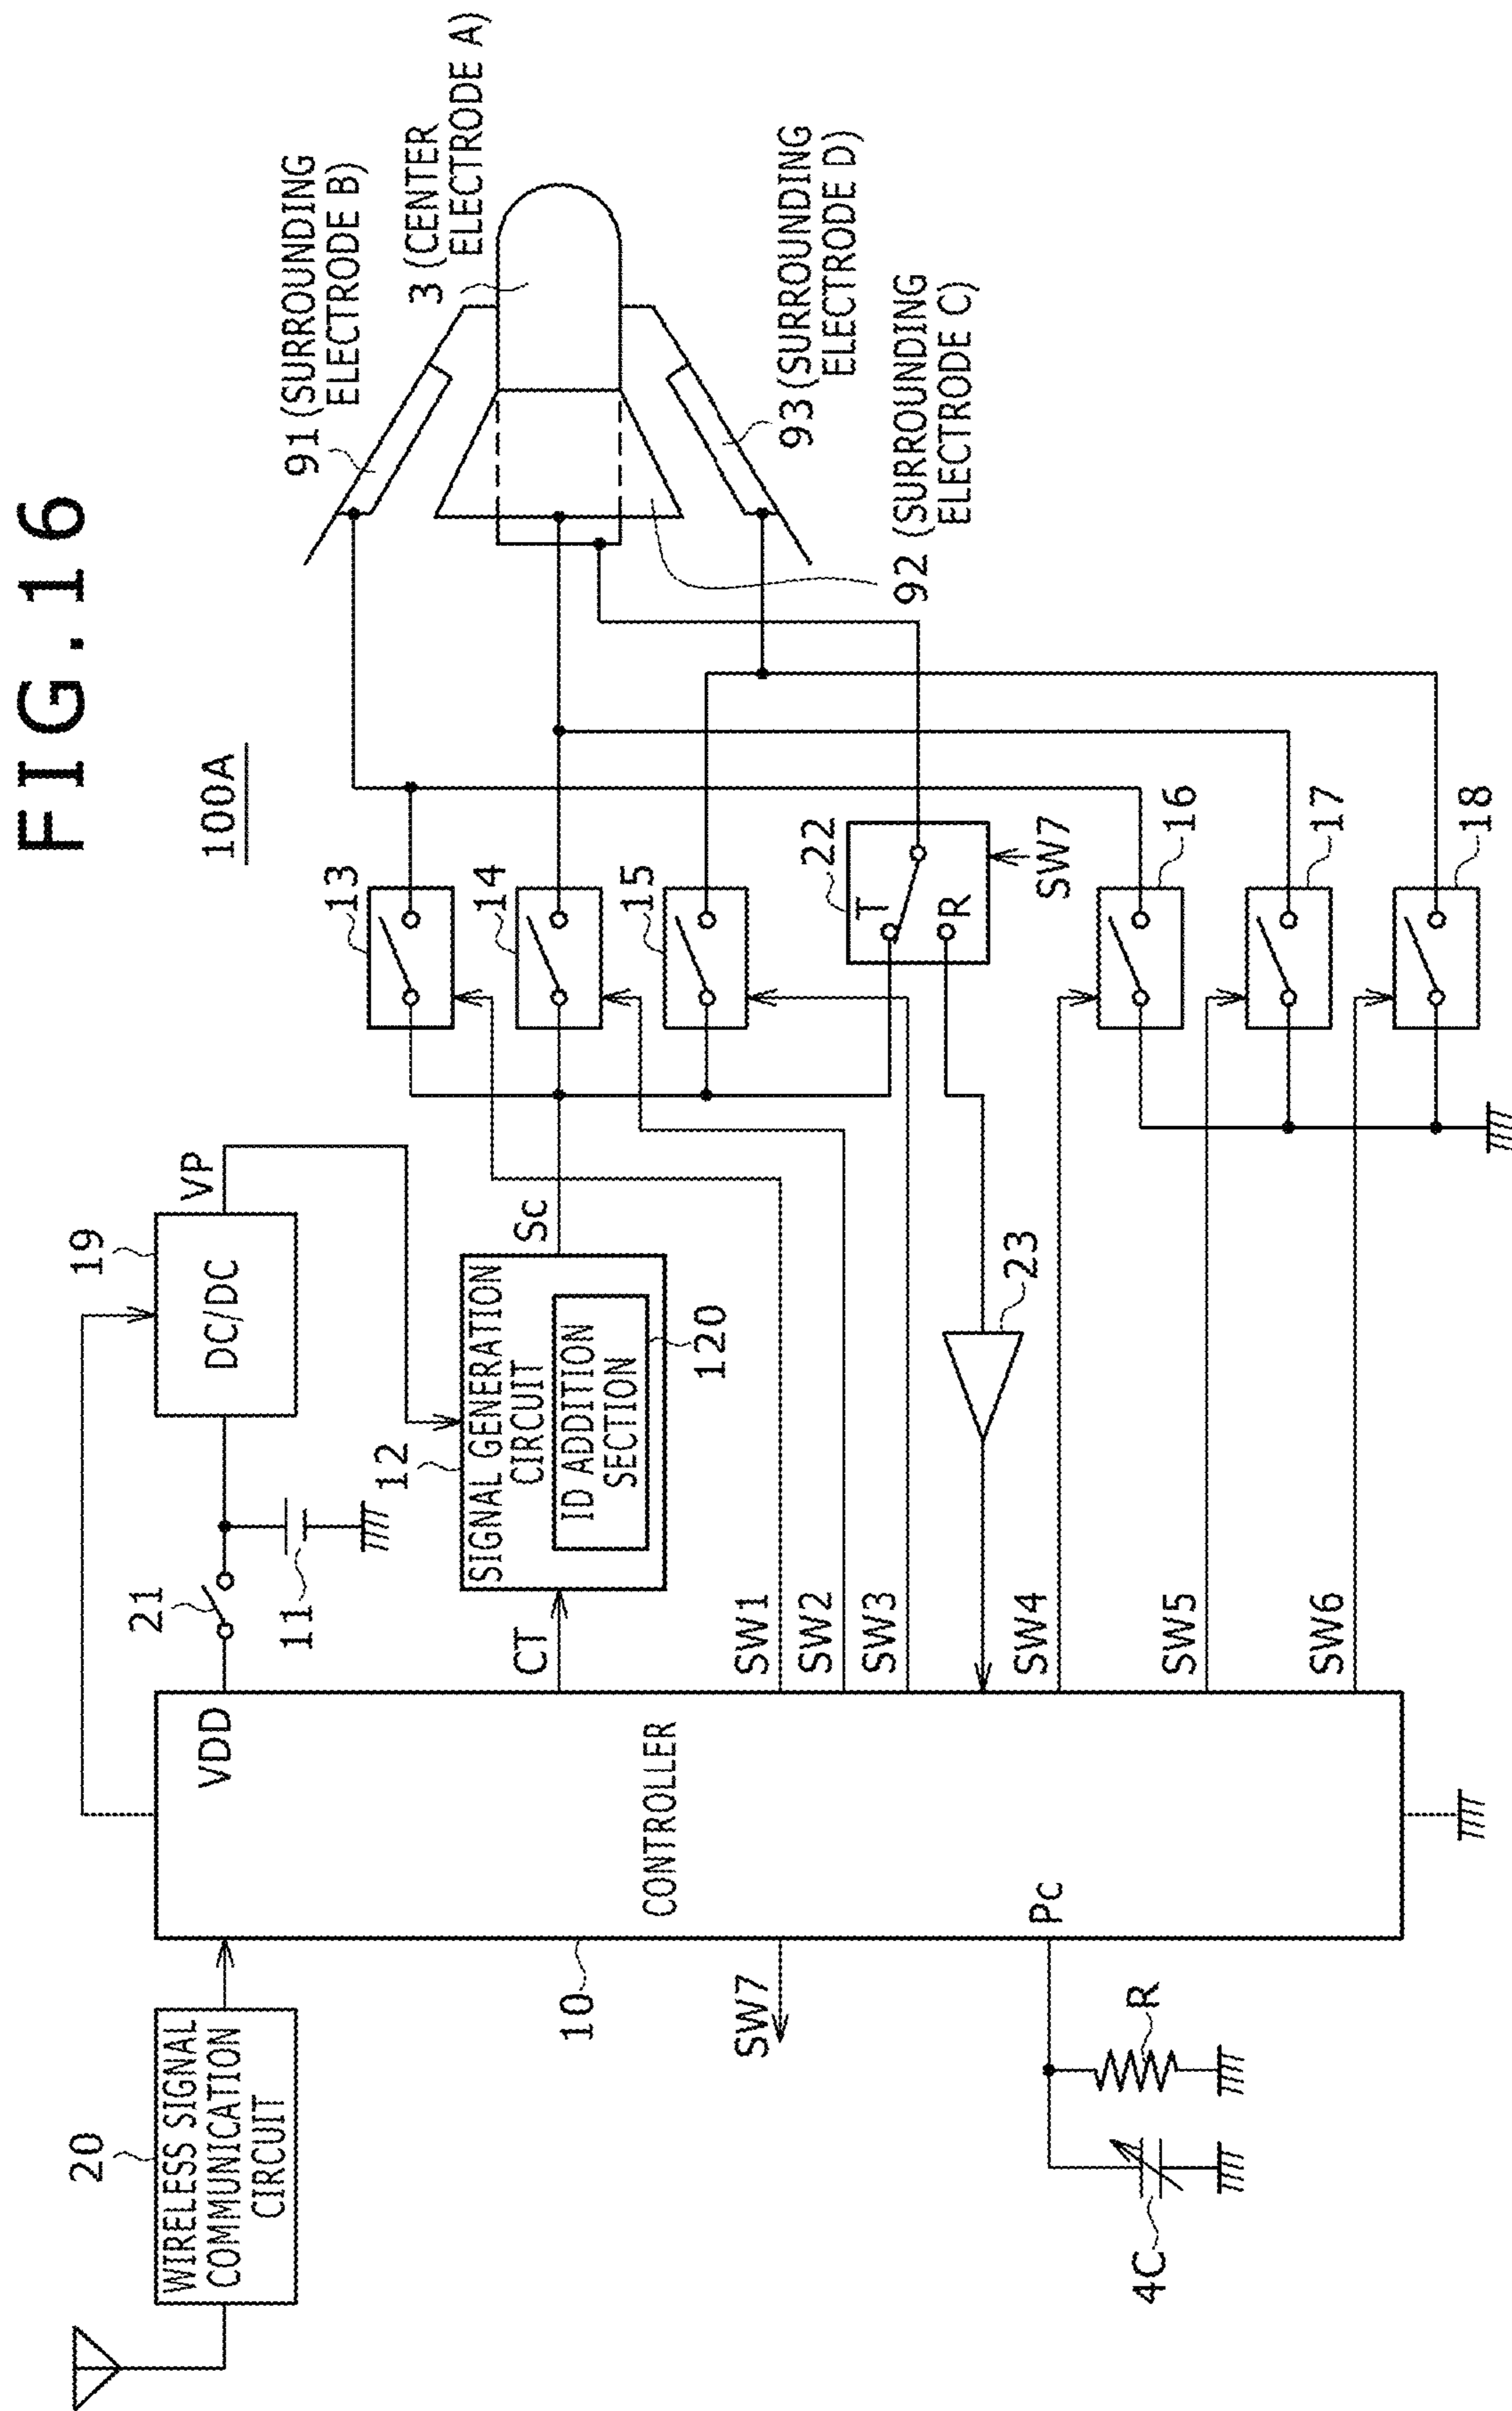 FIG.16
100A
91 (SURROUNDING
ELECTRODE B)
3 (CENTER
ELECTRODE A)
93 (SURROUNDING
ELECTRODE D)
92 (SURROUNDING
ELECTRODE C)
13
14
15
22
T
R
SW7
16
17
18
19
VP
DC/DC
21
11
12
SIGNAL GENERATION
CIRCUIT
ID ADDITION
SECTION
120
Sc
CT
23
SW1
SW2
SW3
SW4
SW5
SW6
VDD
CONTROLLER
Pc
10
SW7
20
WIRELESS SIGNAL
COMMUNICATION
CIRCUIT
R
4C